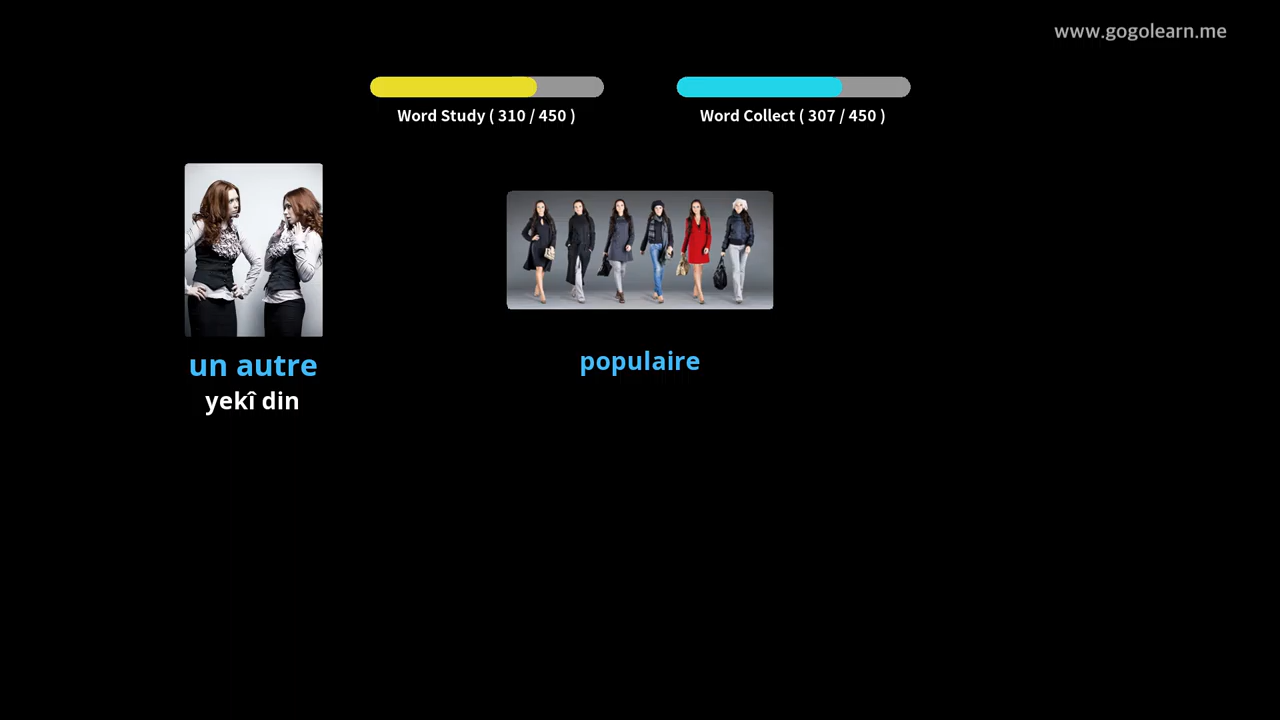 www.gogolearn.me
Word Study ( 310 / 450 )
Word Collect ( 307 / 450 )
un autre
yekî din
populaire